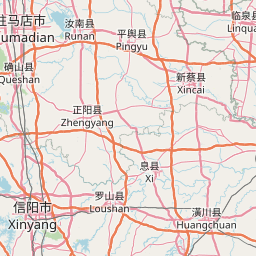 驻马店市
umadian
汝南县
Runan
平舆县
Pingyu
临泉县
Linqua
确山县
Queshan
新蔡县
Xincai
正阳县
Zhengyang
息县
Xi
罗山县
Loushan
信阳市
Xinyang
潢川县
Huangchuan